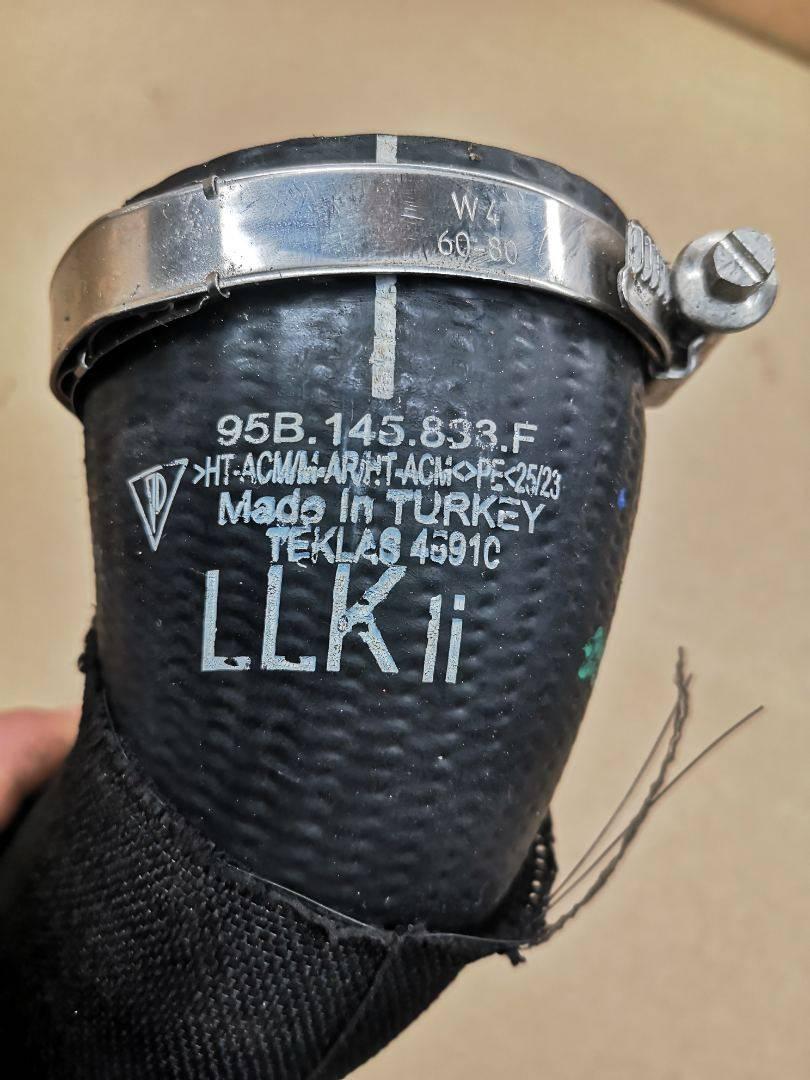 W4
60-80
95B.145.833.F
>HT-ACM/M-AR/HT-ACM<>PE<25/23
Made in TURKEY
TEKLAS 4591C
LLK li